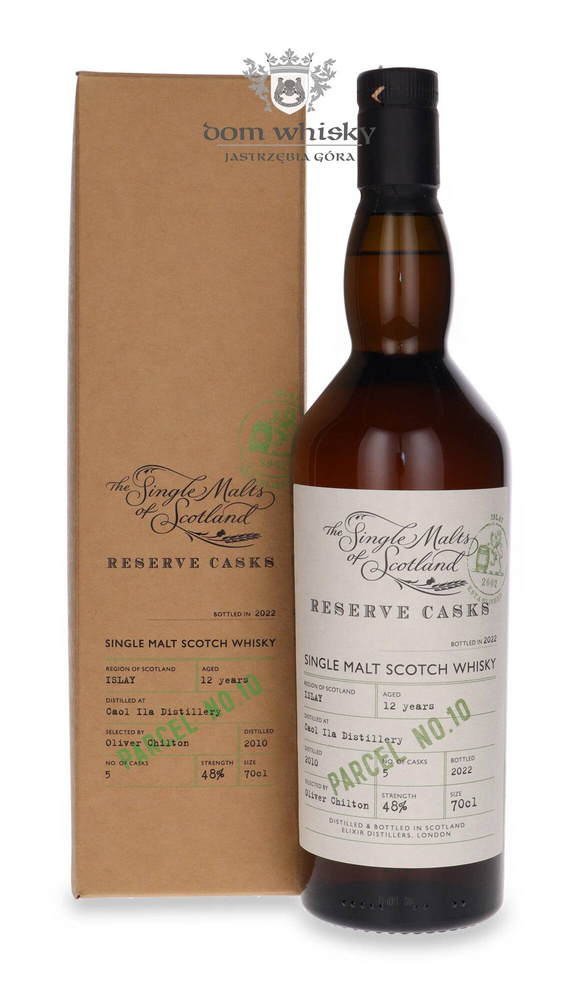 dom whisky
JASTRZĘBIA GÓRA
The Single Malts
of Scotland
RESERVE CASKS
BOTTLED IN 2022
SINGLE MALT SCOTCH WHISKY
REGION OF SCOTLAND AGED
ISLAY 12 years
DISTILLED AT
Caol Ila Distillery
PARCEL NO.10
SELECTED BY DISTILLED
Oliver Chilton 2010
NO. OF CASKS STRENGTH SIZE
5 48% 70cl
The Single Malts
of Scotland
ISLAY
2002
ESTABLISHED
RESERVE CASKS
BOTTLED IN 2022
SINGLE MALT SCOTCH WHISKY
REGION OF SCOTLAND AGED
ISLAY 12 years
DISTILLED AT
Caol Ila Distillery
PARCEL NO.10
DISTILLED NO. OF CASKS BOTTLED
2010 5 2022
SELECTED BY STRENGTH SIZE
Oliver Chilton 48% 70cl
DISTILLED & BOTTLED IN SCOTLAND
ELIXIR DISTILLERS, LONDON